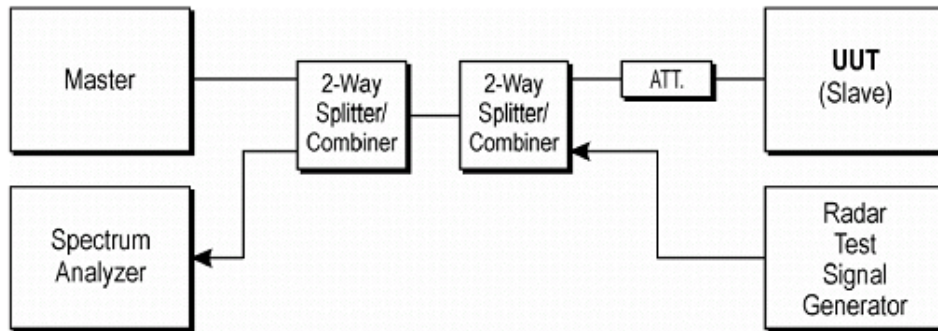 Master
2-Way
Splitter/
Combiner
2-Way
Splitter/
Combiner
ATT.
UUT
(Slave)
Spectrum
Analyzer
Radar
Test
Signal
Generator